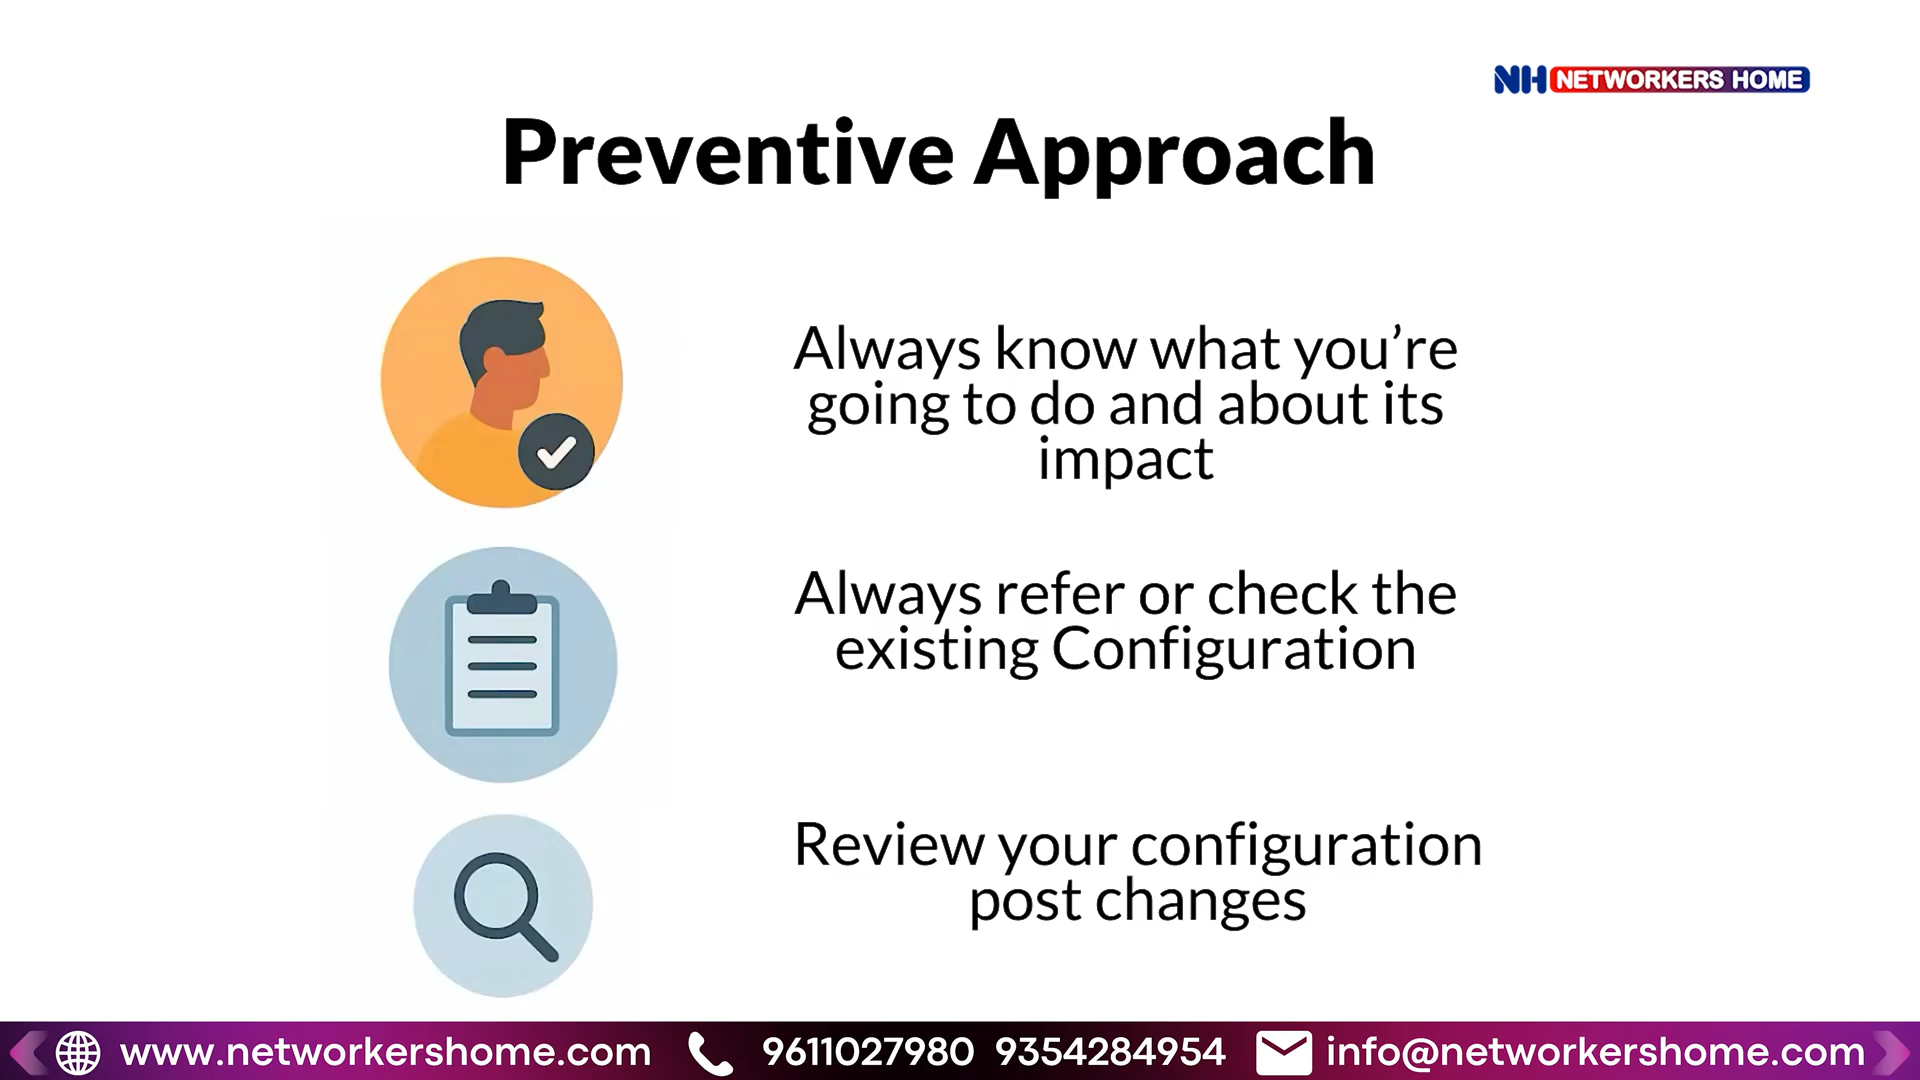 NH NETWORKERS HOME
Preventive Approach
Always know what you’re
going to do and about its
impact
Always refer or check the
existing Configuration
Review your configuration
post changes
www.networkershome.com 9611027980 9354284954 info@networkershome.com